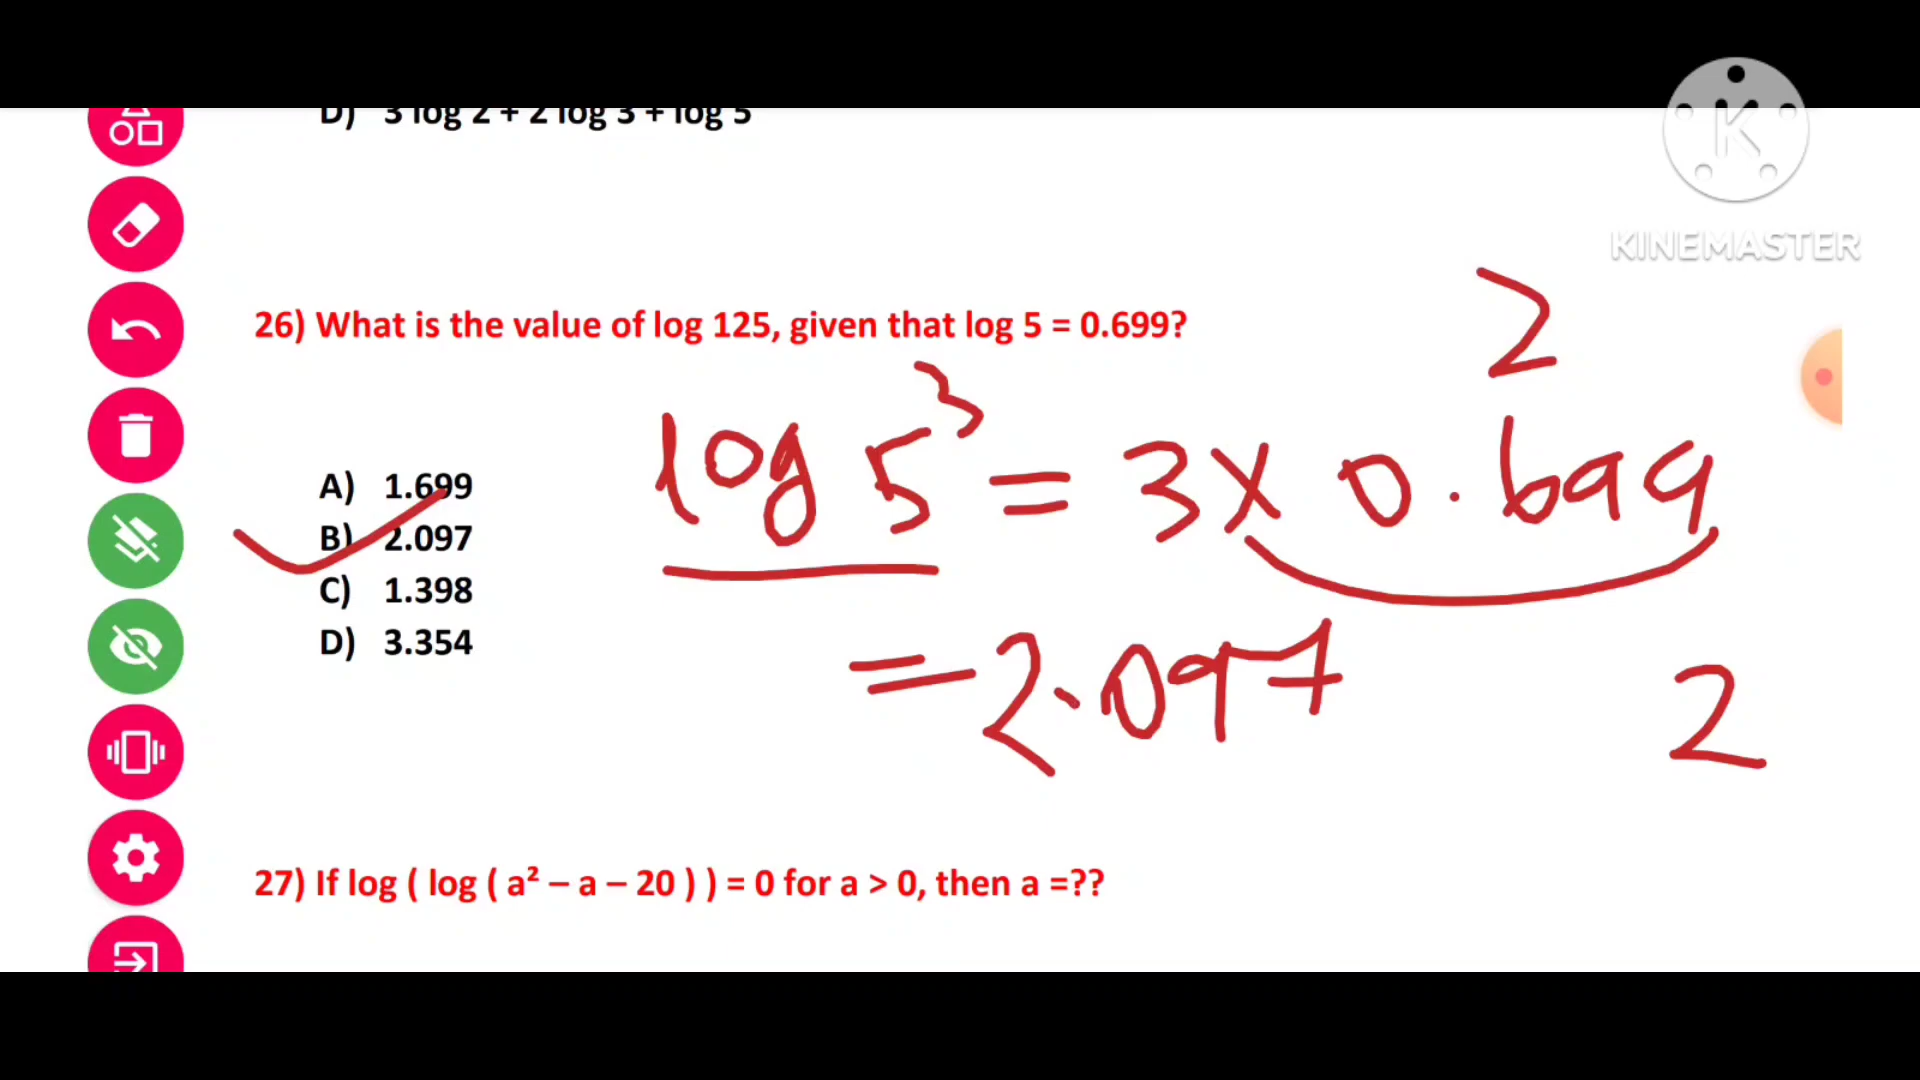 D) 3 log 2 + 2 log 3 + log 5
K
KINEMASTER
26) What is the value of log 125, given that log 5 = 0.699?
2
log 5³ = 3 x 0.699
A) 1.699
B) 2.097
C) 1.398
D) 3.354
= 2.097
2
27) If log ( log ( a² – a – 20 ) ) = 0 for a > 0, then a =??